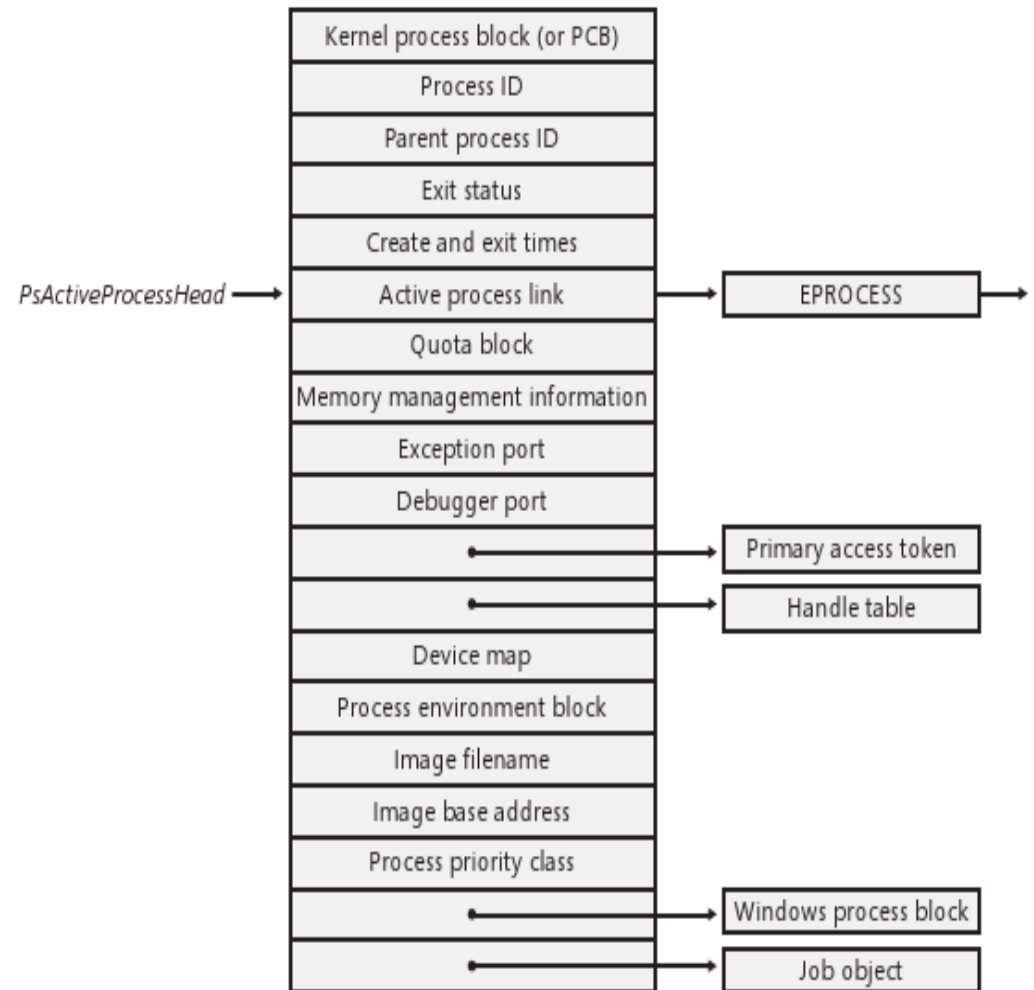 Kernel process block (or PCB)
Process ID
Parent process ID
Exit status
Create and exit times
PsActiveProcessHead
Active process link
EPROCESS
Quota block
Memory management information
Exception port
Debugger port
Primary access token
Handle table
Device map
Process environment block
Image filename
Image base address
Process priority class
Windows process block
Job object